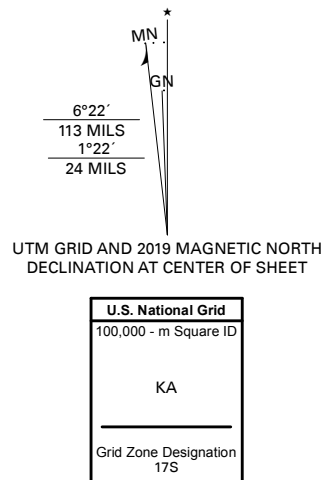 ★
MN
GN
6°22´
113 MILS
1°22´
24 MILS
UTM GRID AND 2019 MAGNETIC NORTH
DECLINATION AT CENTER OF SHEET
U.S. National Grid
100,000 - m Square ID
KA
Grid Zone Designation
17S